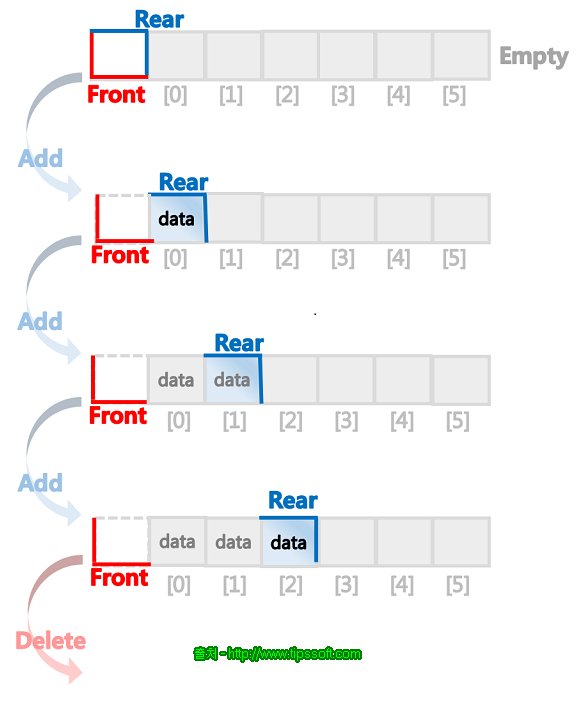 Rear
Empty
Front [0] [1] [2] [3] [4] [5]
Add
Rear
data
Front [0] [1] [2] [3] [4] [5]
Add
Rear
data data
Front [0] [1] [2] [3] [4] [5]
Add
Rear
data data data
Front [0] [1] [2] [3] [4] [5]
Delete
출처 - http://www.tipssoft.com